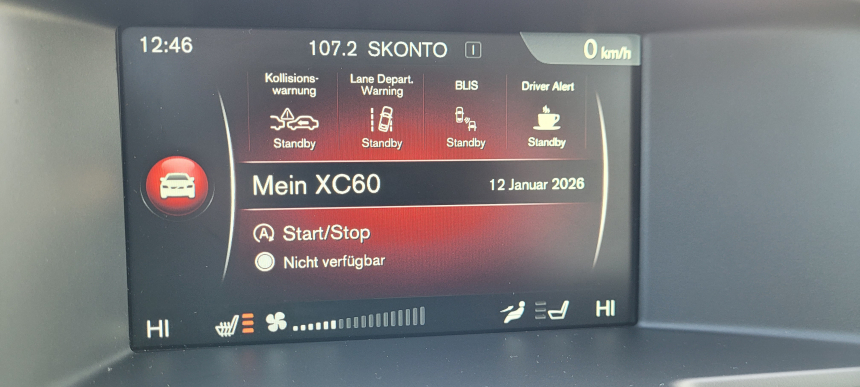 12:46 107.2 SKONTO I 0 km/h
Kollisions-
warnung
Lane Depart.
Warning
BLIS
Driver Alert
Standby Standby Standby Standby
Mein XC60 12 Januar 2026
A Start/Stop
Nicht verfügbar
HI HI